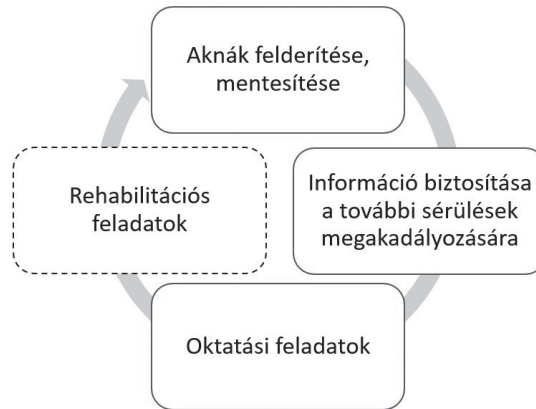 Aknák felderítése,
mentesítése
Információ biztosítása
a további sérülések
megakadályozására
Oktatási feladatok
Rehabilitációs
feladatok